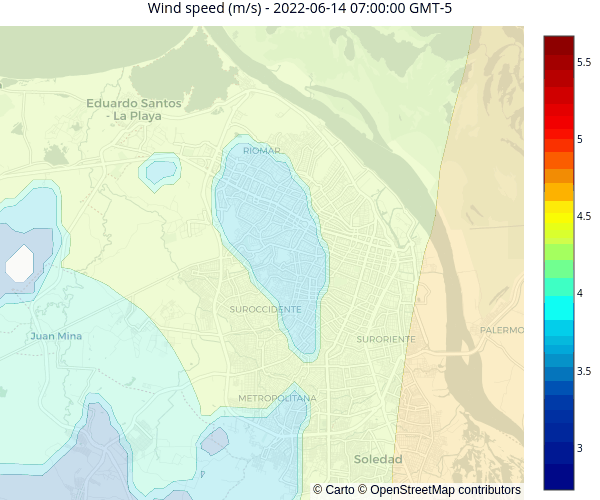 Wind speed (m/s) - 2022-06-14 07:00:00 GMT-5
Eduardo Santos
- La Playa
RIOMAR
SUROCCIDENTE
Juan Mina
SURORIENTE
PALERMO
METROPOLITANA
Soledad
5.5
5
4.5
4
3.5
3
© Carto © OpenStreetMap contributors